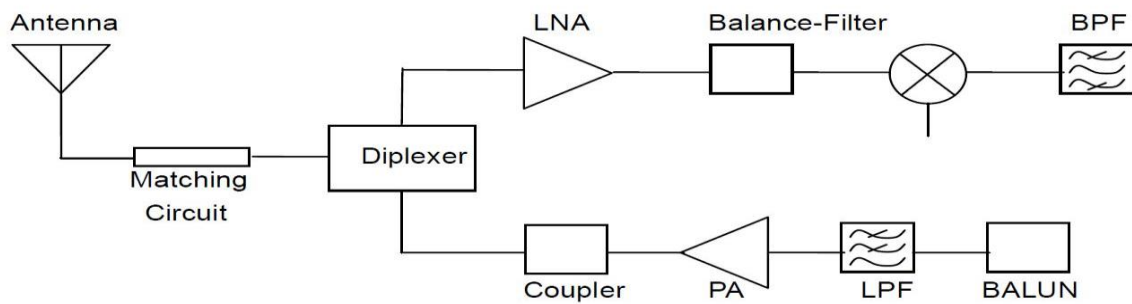 Antenna
LNA
Balance-Filter
BPF
Diplexer
Matching
Circuit
Coupler
PA
LPF
BALUN